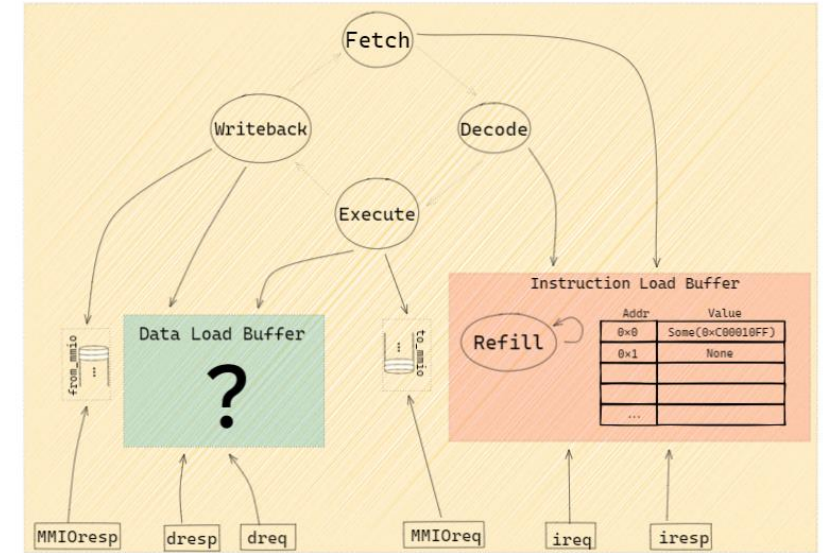 Fetch
Writeback
Decode
Execute
Instruction Load Buffer
Addr Value
Refill
0x0 Some(0xC00010FF)
0x1 None
...
Data Load Buffer
?
from_mmio
...
to_mmio
...
MMIOresp
dresp
dreq
MMIOreq
ireq
iresp